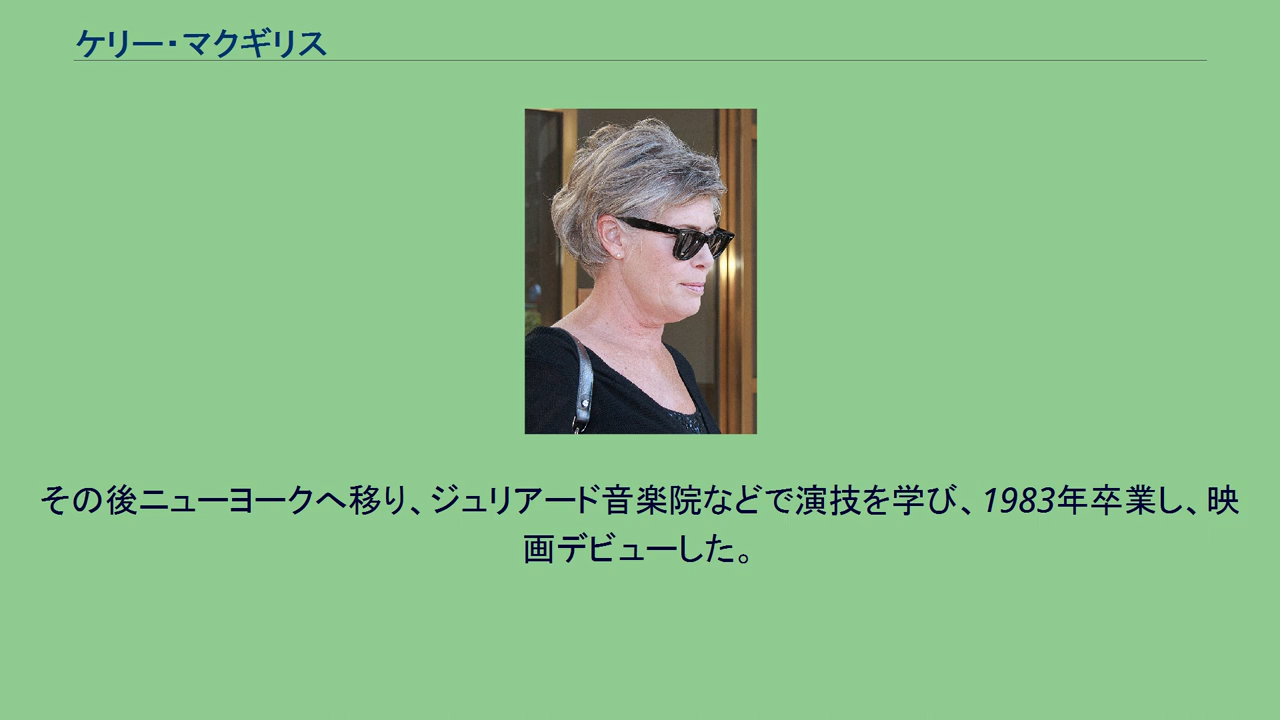 ケリー・マクギリス
その後ニューヨークへ移り、ジュリアード音楽院などで演技を学び、1983年卒業し、映
画デビューした。